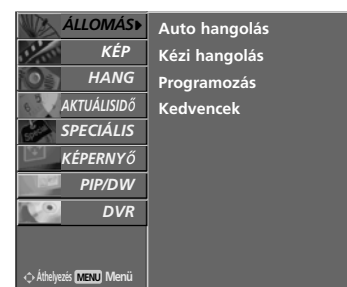 ÁLLOMÁS
KÉP
HANG
AKTUÁLISIDŐ
SPECIÁLIS
KÉPERNYŐ
PIP/DW
DVR
Áthelyezés MENU Menü
Auto hangolás
Kézi hangolás
Programozás
Kedvencek